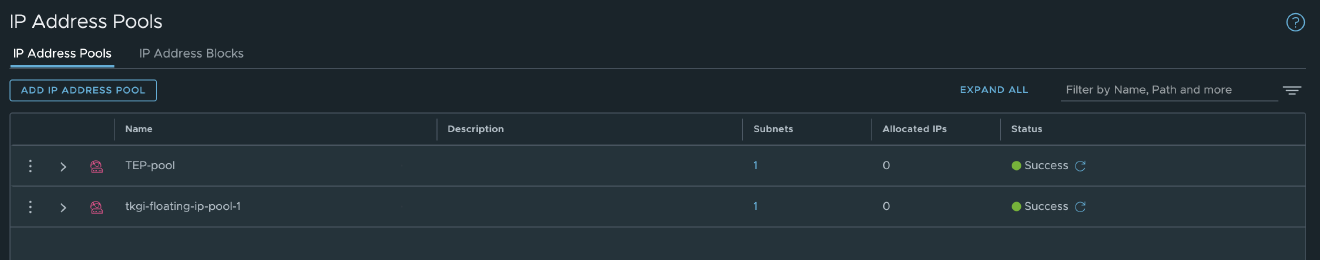 IP Address Pools
?
IP Address Pools IP Address Blocks
ADD IP ADDRESS POOL EXPAND ALL Filter by Name, Path and more
Name Description Subnets Allocated IPs Status
TEP-pool 1 0 Success
tkgi-floating-ip-pool-1 1 0 Success